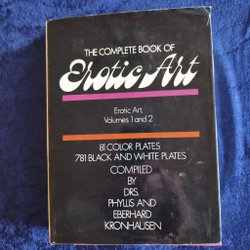 THE COMPLETE BOOK OF
Erotic Art
Erotic Art,
Volumes 1 and 2
81 COLOR PLATES
781 BLACK AND WHITE PLATES
COMPILED
BY
DRS.
PHYLLIS AND
EBERHARD
KRONHAUSEN